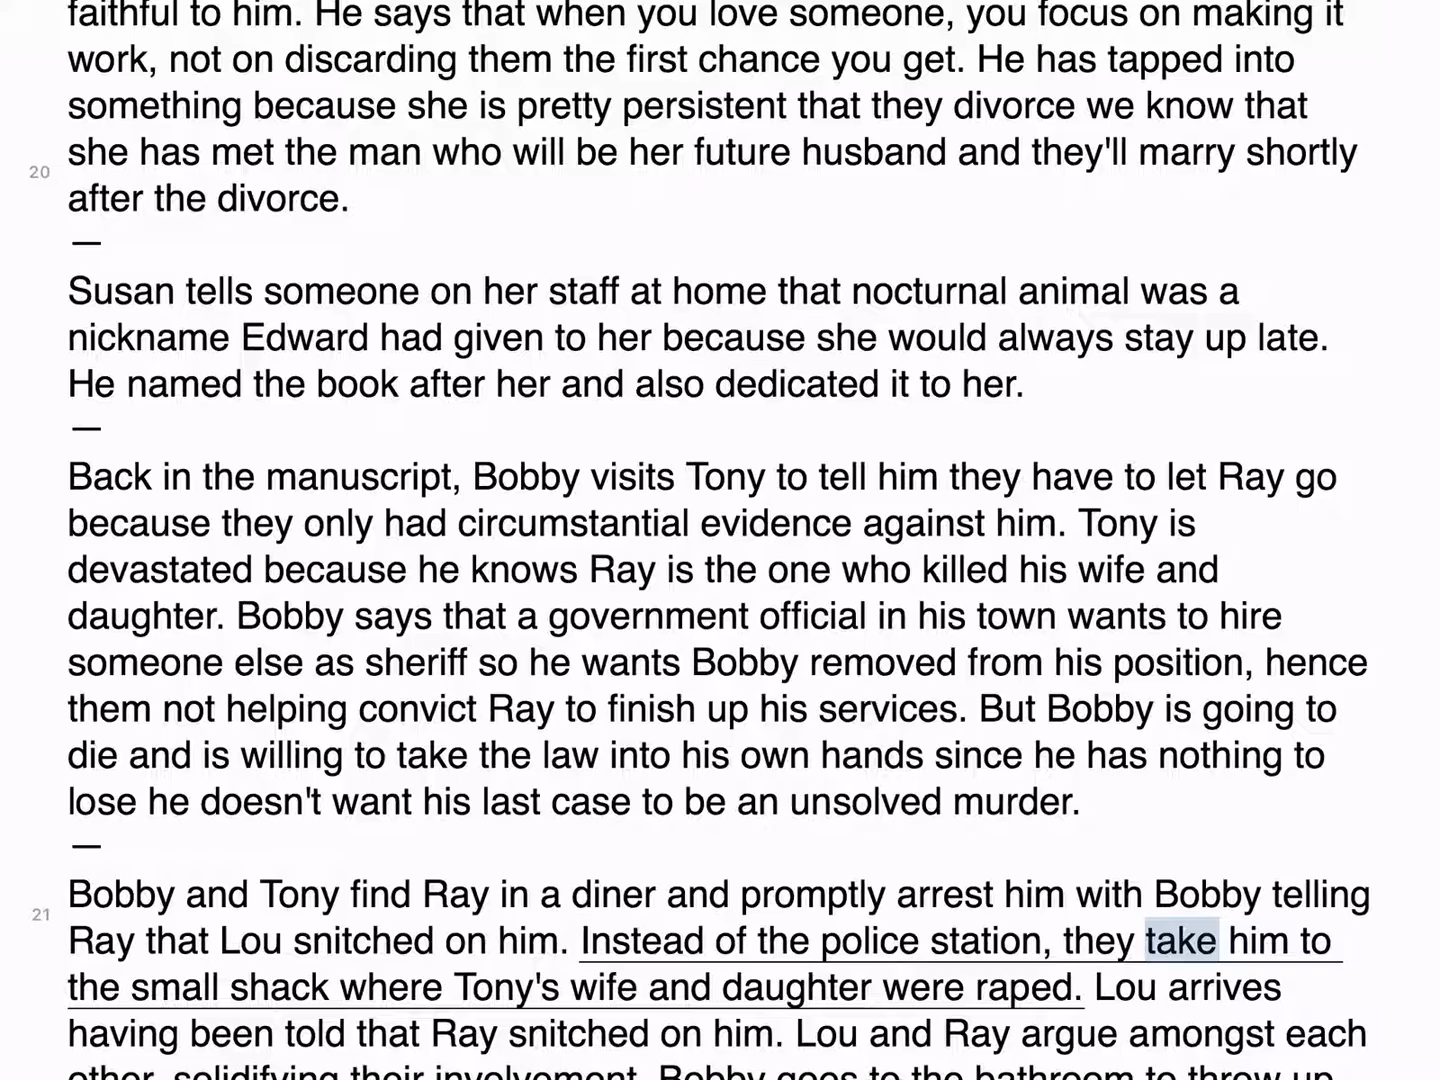 faithful to him. He says that when you love someone, you focus on making it
work, not on discarding them the first chance you get. He has tapped into
something because she is pretty persistent that they divorce we know that
she has met the man who will be her future husband and they'll marry shortly
20
after the divorce.
—
Susan tells someone on her staff at home that nocturnal animal was a
nickname Edward had given to her because she would always stay up late.
He named the book after her and also dedicated it to her.
—
Back in the manuscript, Bobby visits Tony to tell him they have to let Ray go
because they only had circumstantial evidence against him. Tony is
devastated because he knows Ray is the one who killed his wife and
daughter. Bobby says that a government official in his town wants to hire
someone else as sheriff so he wants Bobby removed from his position, hence
them not helping convict Ray to finish up his services. But Bobby is going to
die and is willing to take the law into his own hands since he has nothing to
lose he doesn't want his last case to be an unsolved murder.
—
Bobby and Tony find Ray in a diner and promptly arrest him with Bobby telling
21
Ray that Lou snitched on him. Instead of the police station, they take him to
the small shack where Tony's wife and daughter were raped. Lou arrives
having been told that Ray snitched on him. Lou and Ray argue amongst each
other, solidifying their involvement. Bobby goes to the bathroom to throw up